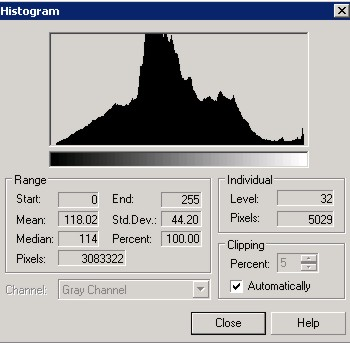 Histogram
Range
Start: 0 End: 255
Mean: 118.02 Std.Dev.: 44.20
Median: 114 Percent: 100.00
Pixels: 3083322
Individual
Level: 32
Pixels: 5029
Clipping
Percent: 5
Automatically
Channel: Gray Channel
Close Help